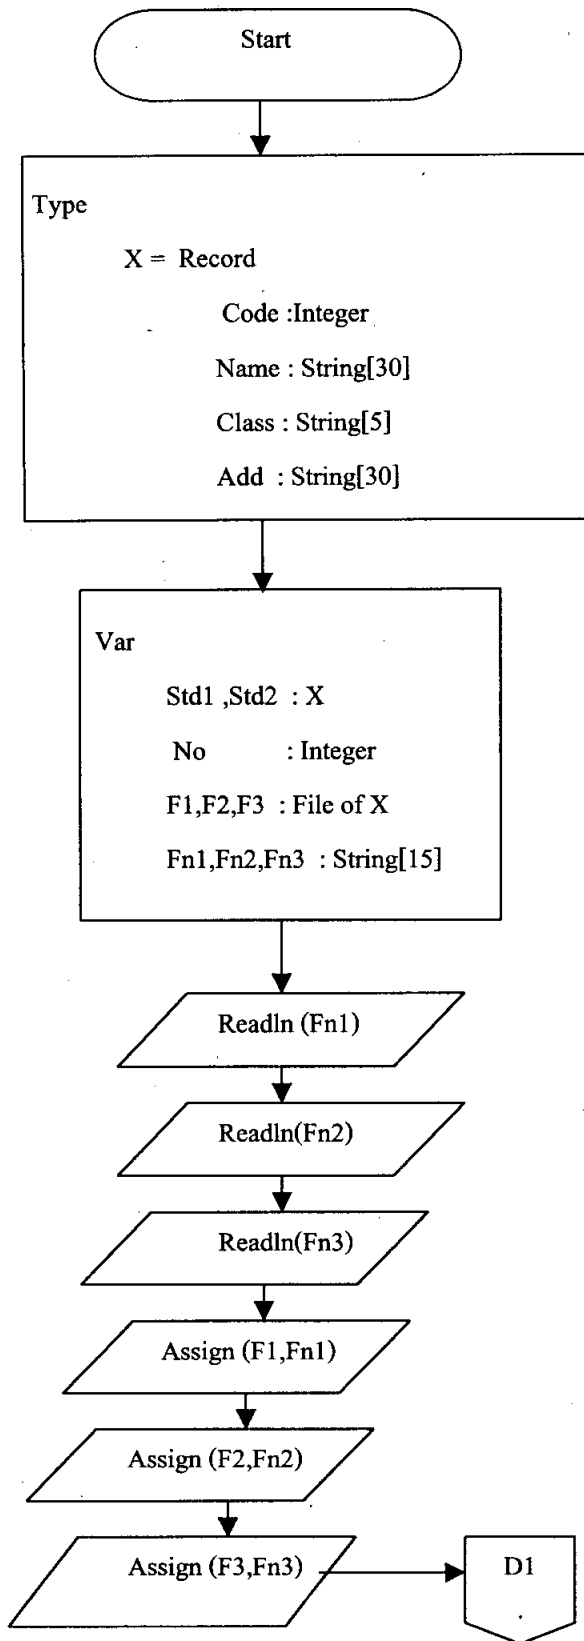 Start
Type
X = Record
Code :Integer
Name : String[30]
Class : String[5]
Add : String[30]
Var
Std1 ,Std2 : X
No : Integer
F1,F2,F3 : File of X
Fn1,Fn2,Fn3 : String[15]
Readln (Fn1)
Readln(Fn2)
Readln(Fn3)
Assign (F1,Fn1)
Assign (F2,Fn2)
Assign (F3,Fn3)
D1